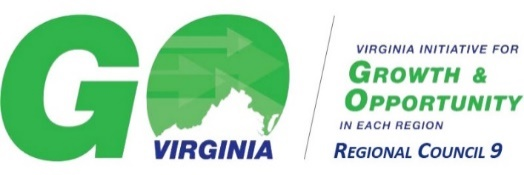 GO
VIRGINIA
VIRGINIA INITIATIVE FOR
GROWTH &
OPPORTUNITY
IN EACH REGION
REGIONAL COUNCIL 9